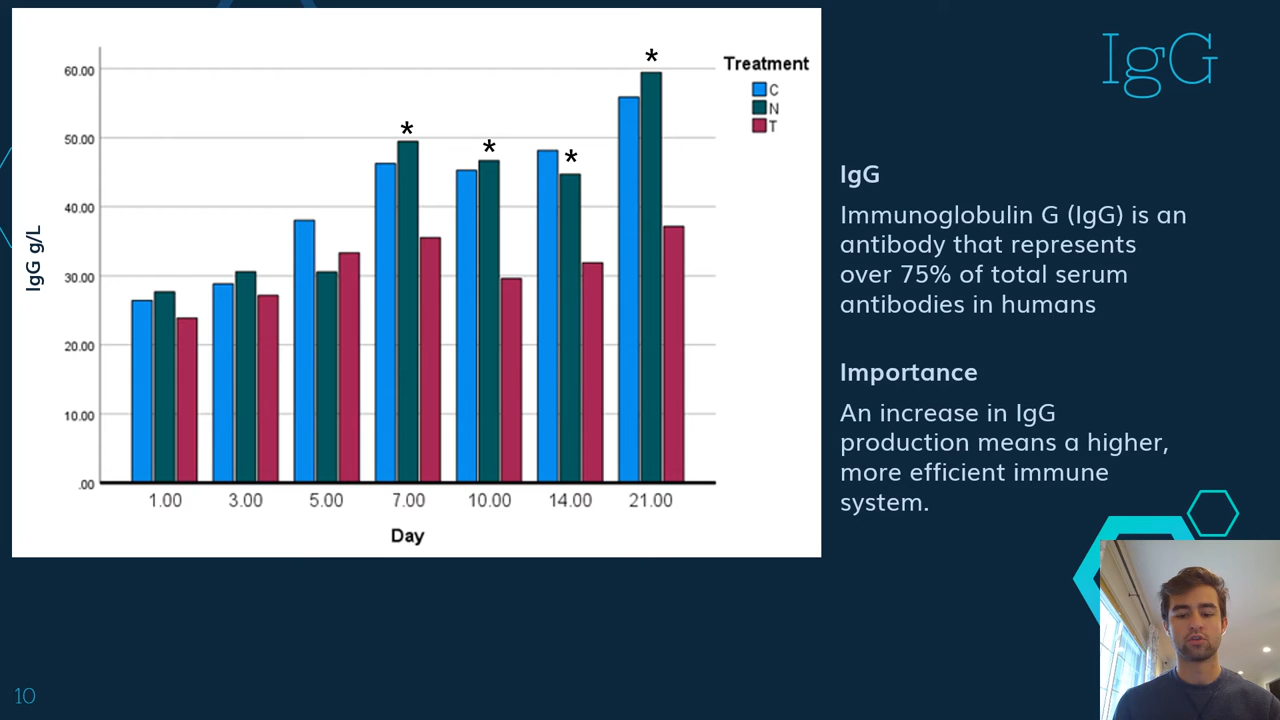 IgG
Treatment
C
N
T
*
*
*
*
60.00
50.00
40.00
30.00
20.00
10.00
.00
IgG g/L
1.00 3.00 5.00 7.00 10.00 14.00 21.00
Day
IgG
Immunoglobulin G (IgG) is an
antibody that represents
over 75% of total serum
antibodies in humans
Importance
An increase in IgG
production means a higher,
more efficient immune
system.
10